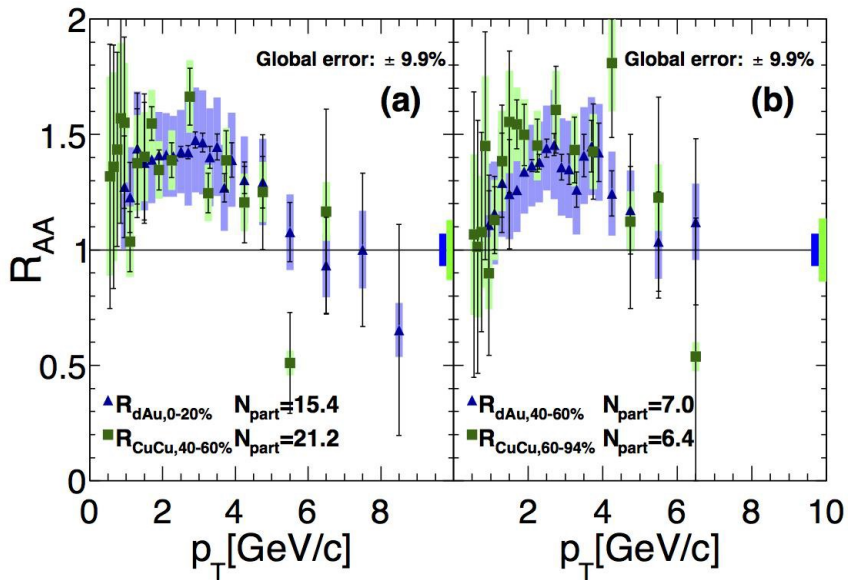 2
1.5
1
0.5
0
R_AA
Global error: ± 9.9%
(a)
▲ R_dAu,0-20% N_part=15.4
■ R_CuCu,40-60% N_part=21.2
0 2 4 6 8
p_T[GeV/c]
Global error: ± 9.9%
(b)
▲ R_dAu,40-60% N_part=7.0
■ R_CuCu,60-94% N_part=6.4
2 4 6 8 10
p_T[GeV/c]